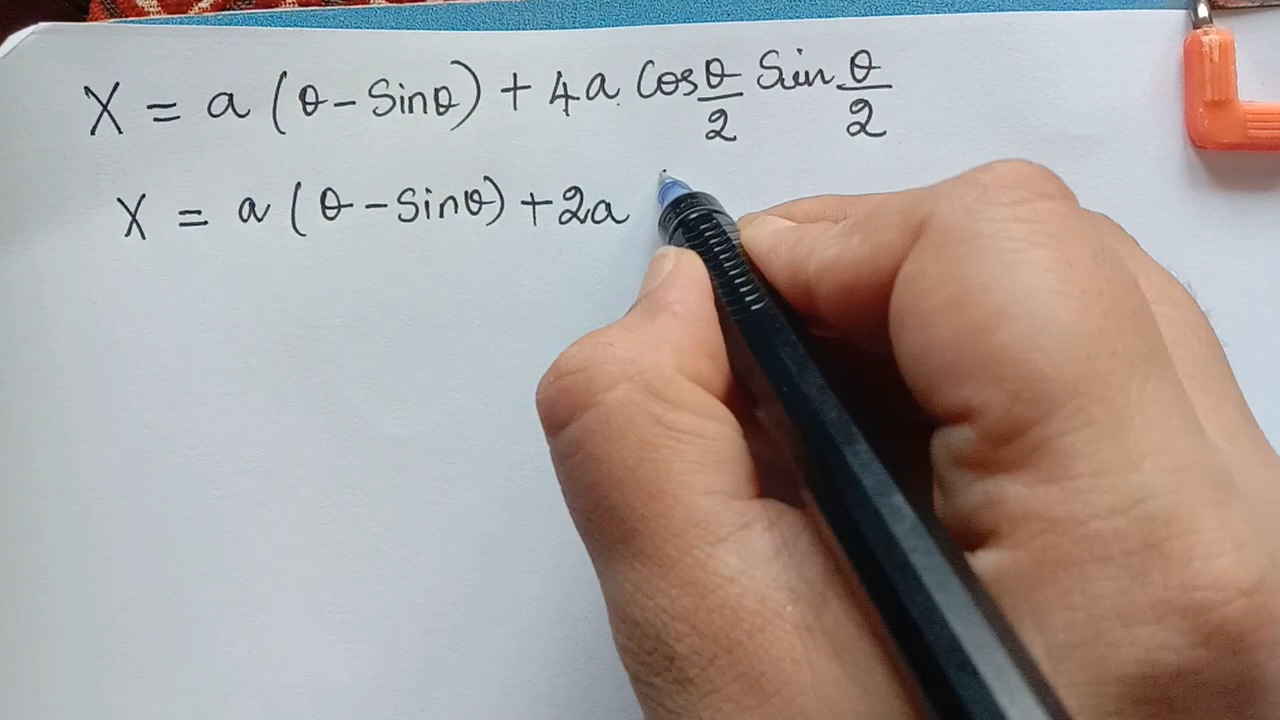 X = a (θ - Sinθ) + 4a Cos θ/2 Sin θ/2
X = a (θ - Sinθ) + 2a